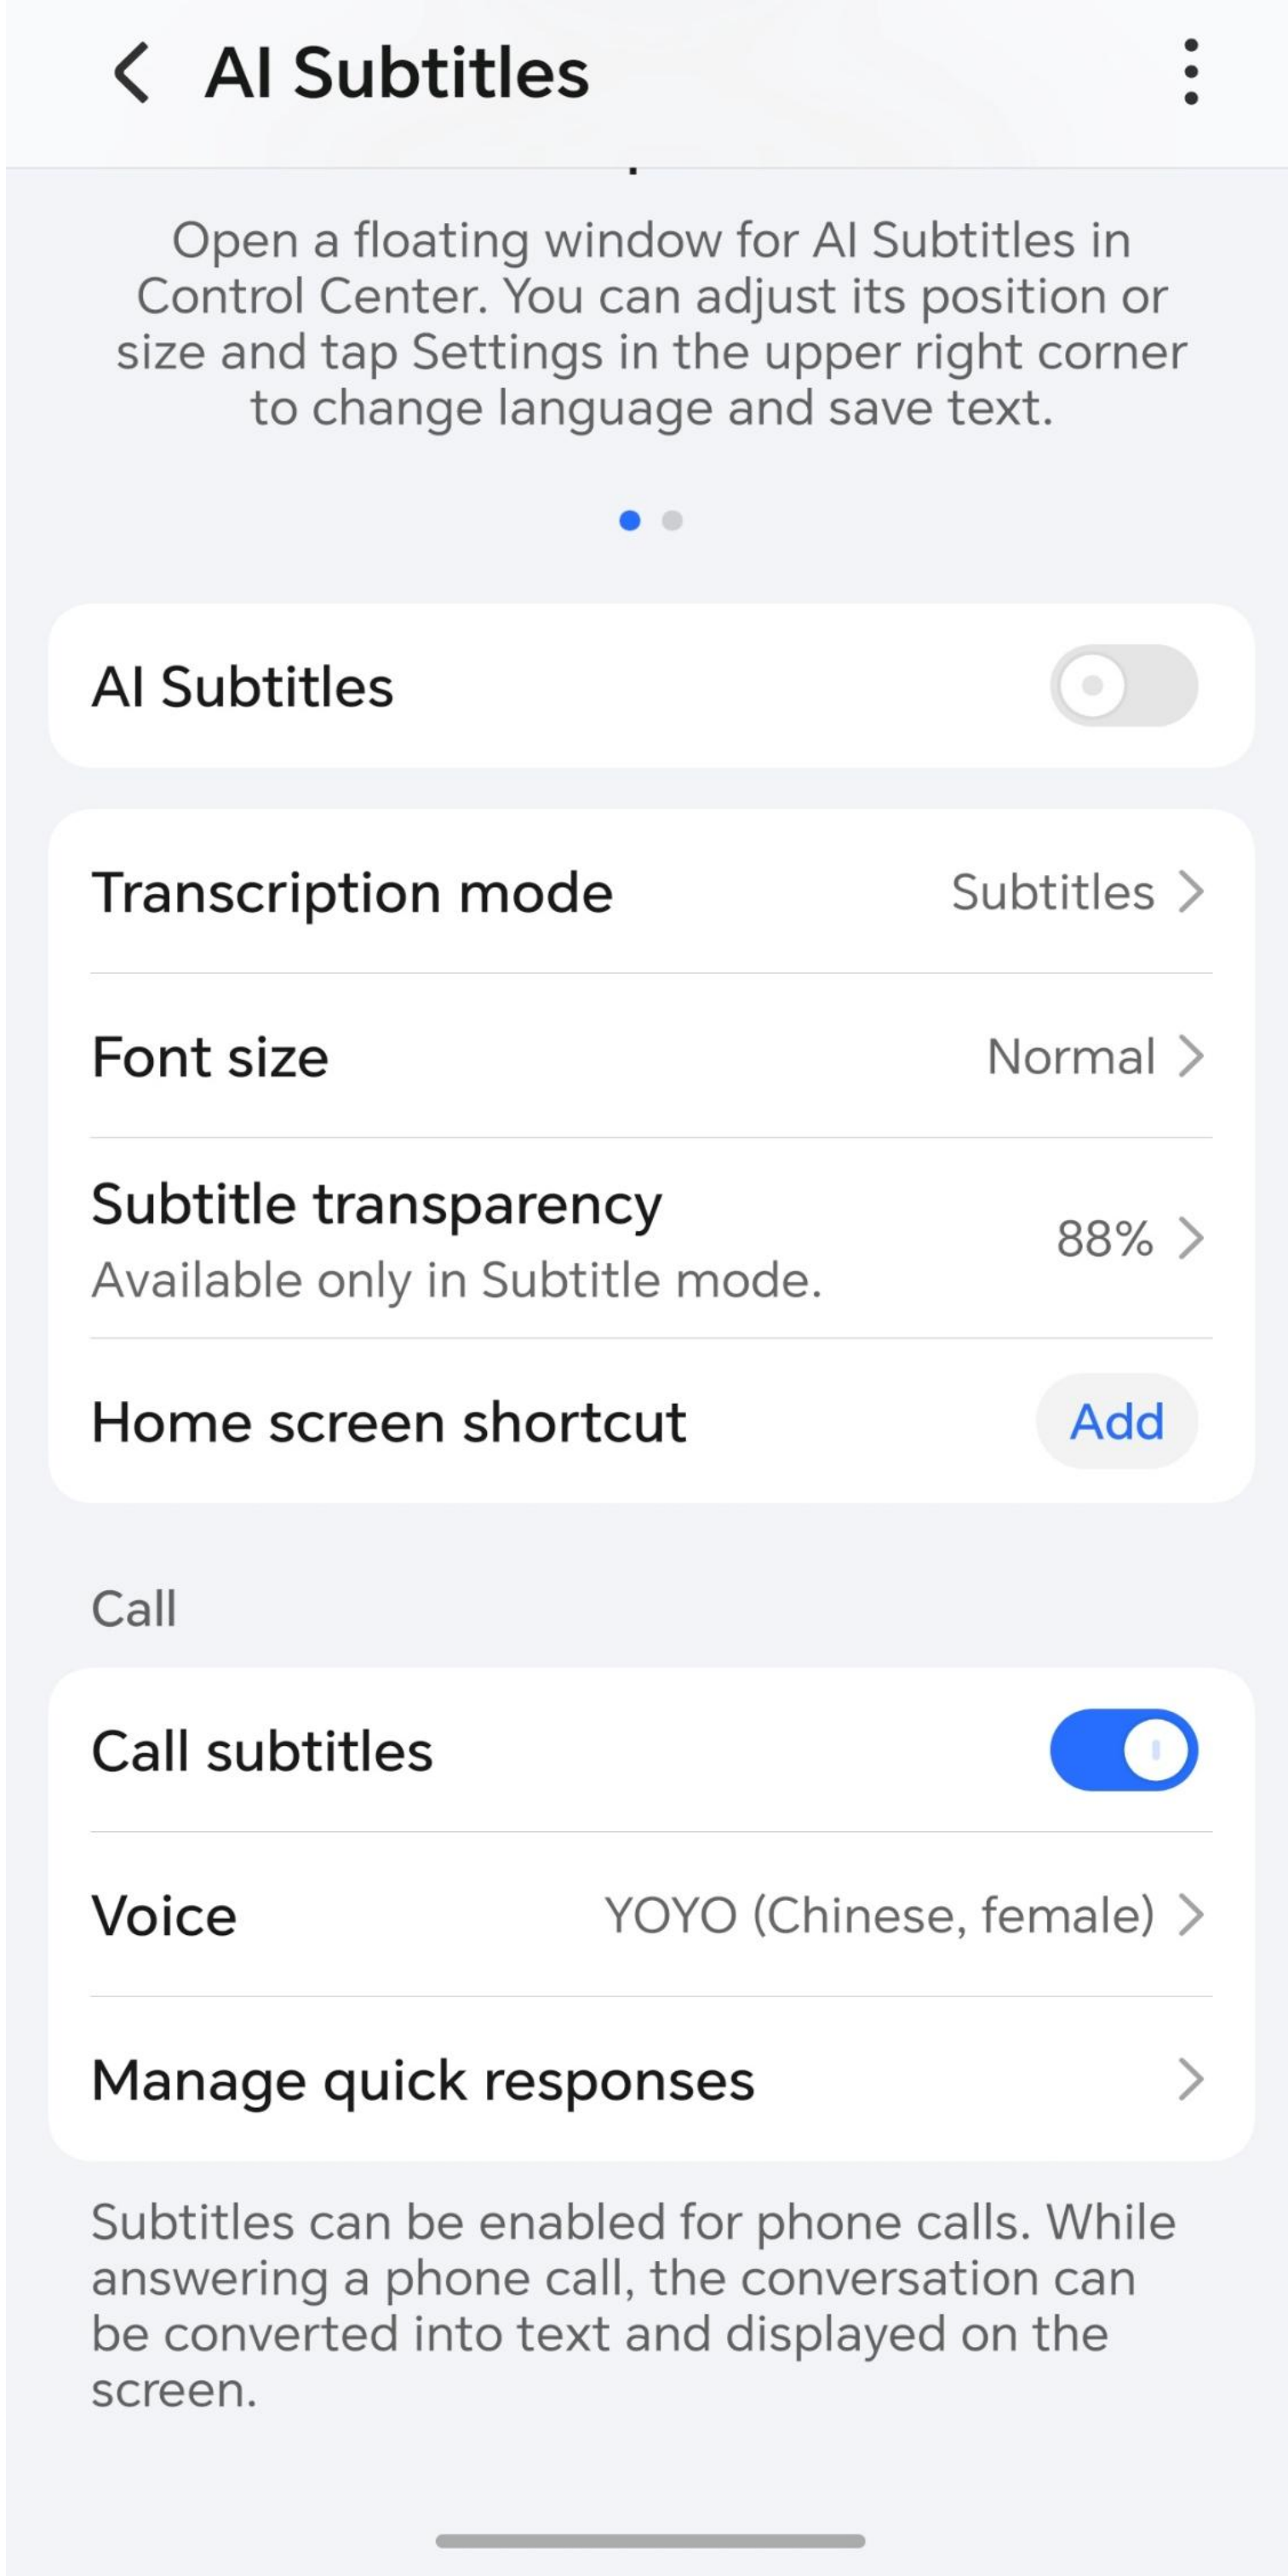 AI Subtitles
Open a floating window for AI Subtitles in
Control Center. You can adjust its position or
size and tap Settings in the upper right corner
to change language and save text.
AI Subtitles
Transcription mode Subtitles
Font size Normal
Subtitle transparency 88%
Available only in Subtitle mode.
Home screen shortcut Add
Call
Call subtitles
Voice YOYO (Chinese, female)
Manage quick responses
Subtitles can be enabled for phone calls. While
answering a phone call, the conversation can
be converted into text and displayed on the
screen.